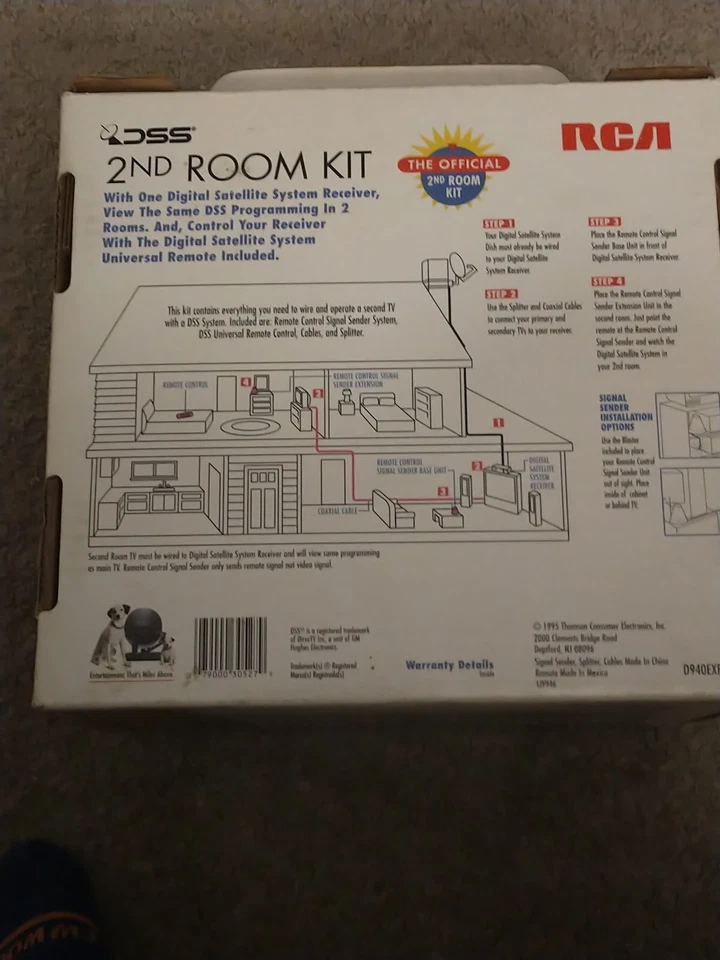 DSS®
2ND ROOM KIT
With One Digital Satellite System Receiver,
View The Same DSS Programming In 2
Rooms. And, Control Your Receiver
With The Digital Satellite System
Universal Remote Included.
THE OFFICIAL
2ND ROOM
KIT
RCA
STEP 1
Your Digital Satellite System
Dish must already be wired
to your Digital Satellite
System Receiver.
STEP 2
Use the Splitter and Coaxial Cables
to connect your primary and
secondary TVs to your receiver.
STEP 3
Place the Remote Control Signal
Sender Base Unit in front of
Digital Satellite System Receiver.
STEP 4
Place the Remote Control Signal
Sender Extension Unit in the
second room. Just point the
remote at the Remote Control
Signal Sender and watch the
Digital Satellite System in
your 2nd room.
This kit contains everything you need to wire and operate a second TV
with a DSS System. Included are: Remote Control Signal Sender System,
DSS Universal Remote Control, Cables, and Splitter.
REMOTE CONTROL
4
2
REMOTE CONTROL SIGNAL
SENDER EXTENSION
1
REMOTE CONTROL
SIGNAL SENDER BASE UNIT
2
DIGITAL
SATELLITE
SYSTEM
RECEIVER
3
COAXIAL CABLE
SIGNAL
SENDER
INSTALLATION
OPTIONS
Use the Blaster
included to place
your Remote Control
Signal Sender Unit
out of sight. Place
inside of cabinet
or behind TV.
Second Room TV must be wired to Digital Satellite System Receiver and will view same programming
as main TV. Remote Control Signal Sender only sends remote signal not video signal.
Entertainment That's Miles Above
79000 30527
DSS® is a registered trademark
of DirecTV Inc, a unit of GM
Hughes Electronics.
Trademark(s) ® Registered
Marca(s) Registrada(s)
Warranty Details
Inside
© 1995 Thomson Consumer Electronics, Inc.
2000 Clements Bridge Road
Deptford, NJ 08096
Signal Sender, Splitter, Cables Made In China
Remote Made In Mexico
D940EX